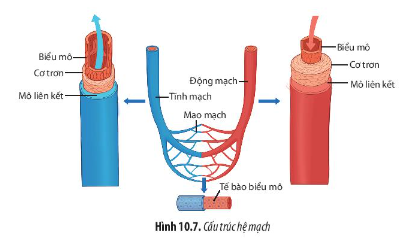 Biểu mô
Cơ trơn
Mô liên kết
Động mạch
Tĩnh mạch
Mao mạch
Tế bào biểu mô
Biểu mô
Cơ trơn
Mô liên kết
Hình 10.7. Cấu trúc hệ mạch